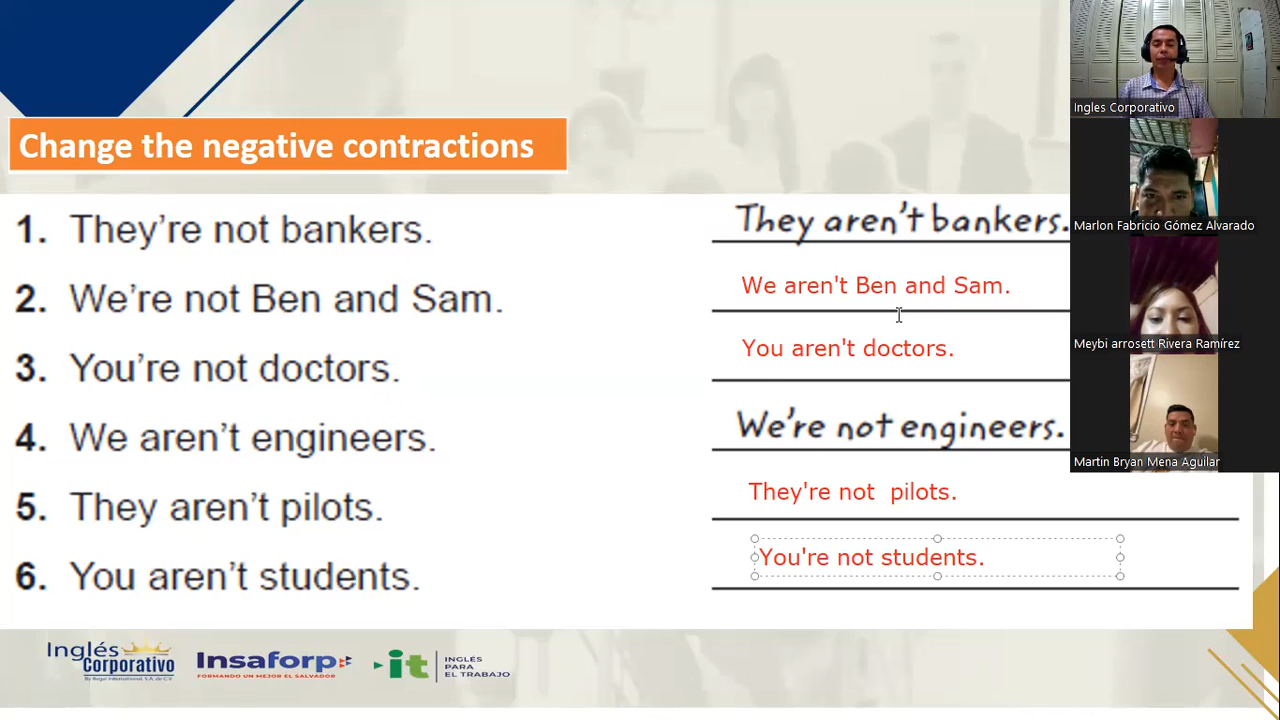 Change the negative contractions
1. They're not bankers.
They aren't bankers.
2. We're not Ben and Sam.
We aren't Ben and Sam.
3. You're not doctors.
You aren't doctors.
4. We aren't engineers.
We're not engineers.
5. They aren't pilots.
They're not  pilots.
6. You aren't students.
You're not students.
Ingles Corporativo
Marlon Fabricio Gómez Alvarado
Meybi arrosett Rivera Ramírez
Martin Bryan Mena Aguilar
Inglés
Corporativo
By Regar International, S.A. de C.V.
Insaforp
FORMANDO UN MEJOR EL SALVADOR
it
INGLÉS
PARA
EL TRABAJO